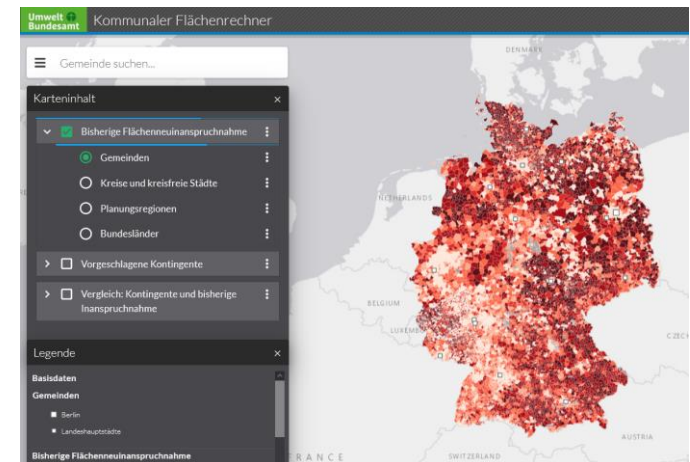 Umwelt
Bundesamt
Kommunaler Flächenrechner
Gemeinde suchen...
Karteninhalt
Bisherige Flächenneuinanspruchnahme
Gemeinden
Kreise und kreisfreie Städte
Planungsregionen
Bundesländer
Vorgeschlagene Kontingente
Vergleich: Kontingente und bisherige
Inanspruchnahme
Legende
Basisdaten
Gemeinden
Berlin
Landeshauptstädte
Bisherige Flächenneuinanspruchnahme
DENMARK
NETHERLANDS
BELGIUM
LUXEMB
CZECH
AUSTRIA
FRANCE
SWITZERLAND